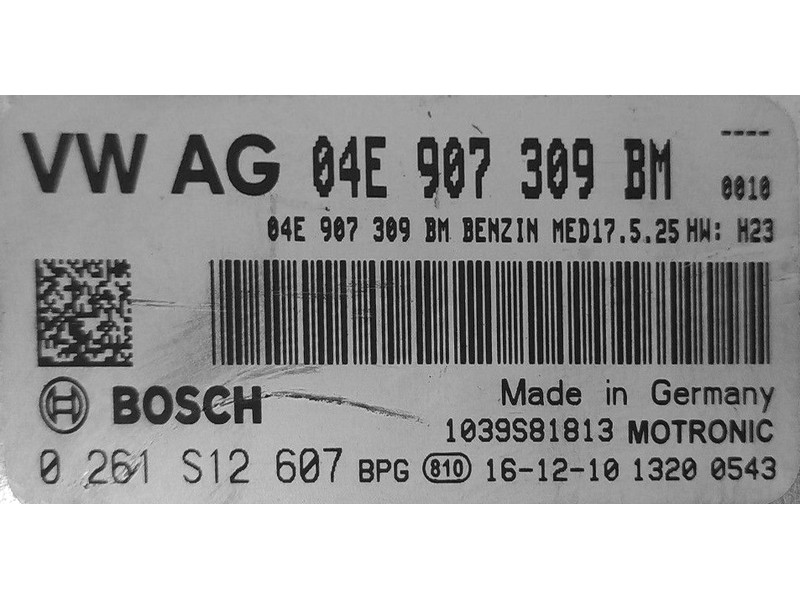 VW AG 04E 907 309 BM ---- 0010
04E 907 309 BM BENZIN MED17.5.25 HW: H23
BOSCH Made in Germany
1039S81813 MOTRONIC
0 261 S12 607 BPG 810 16-12-10 1320 0543